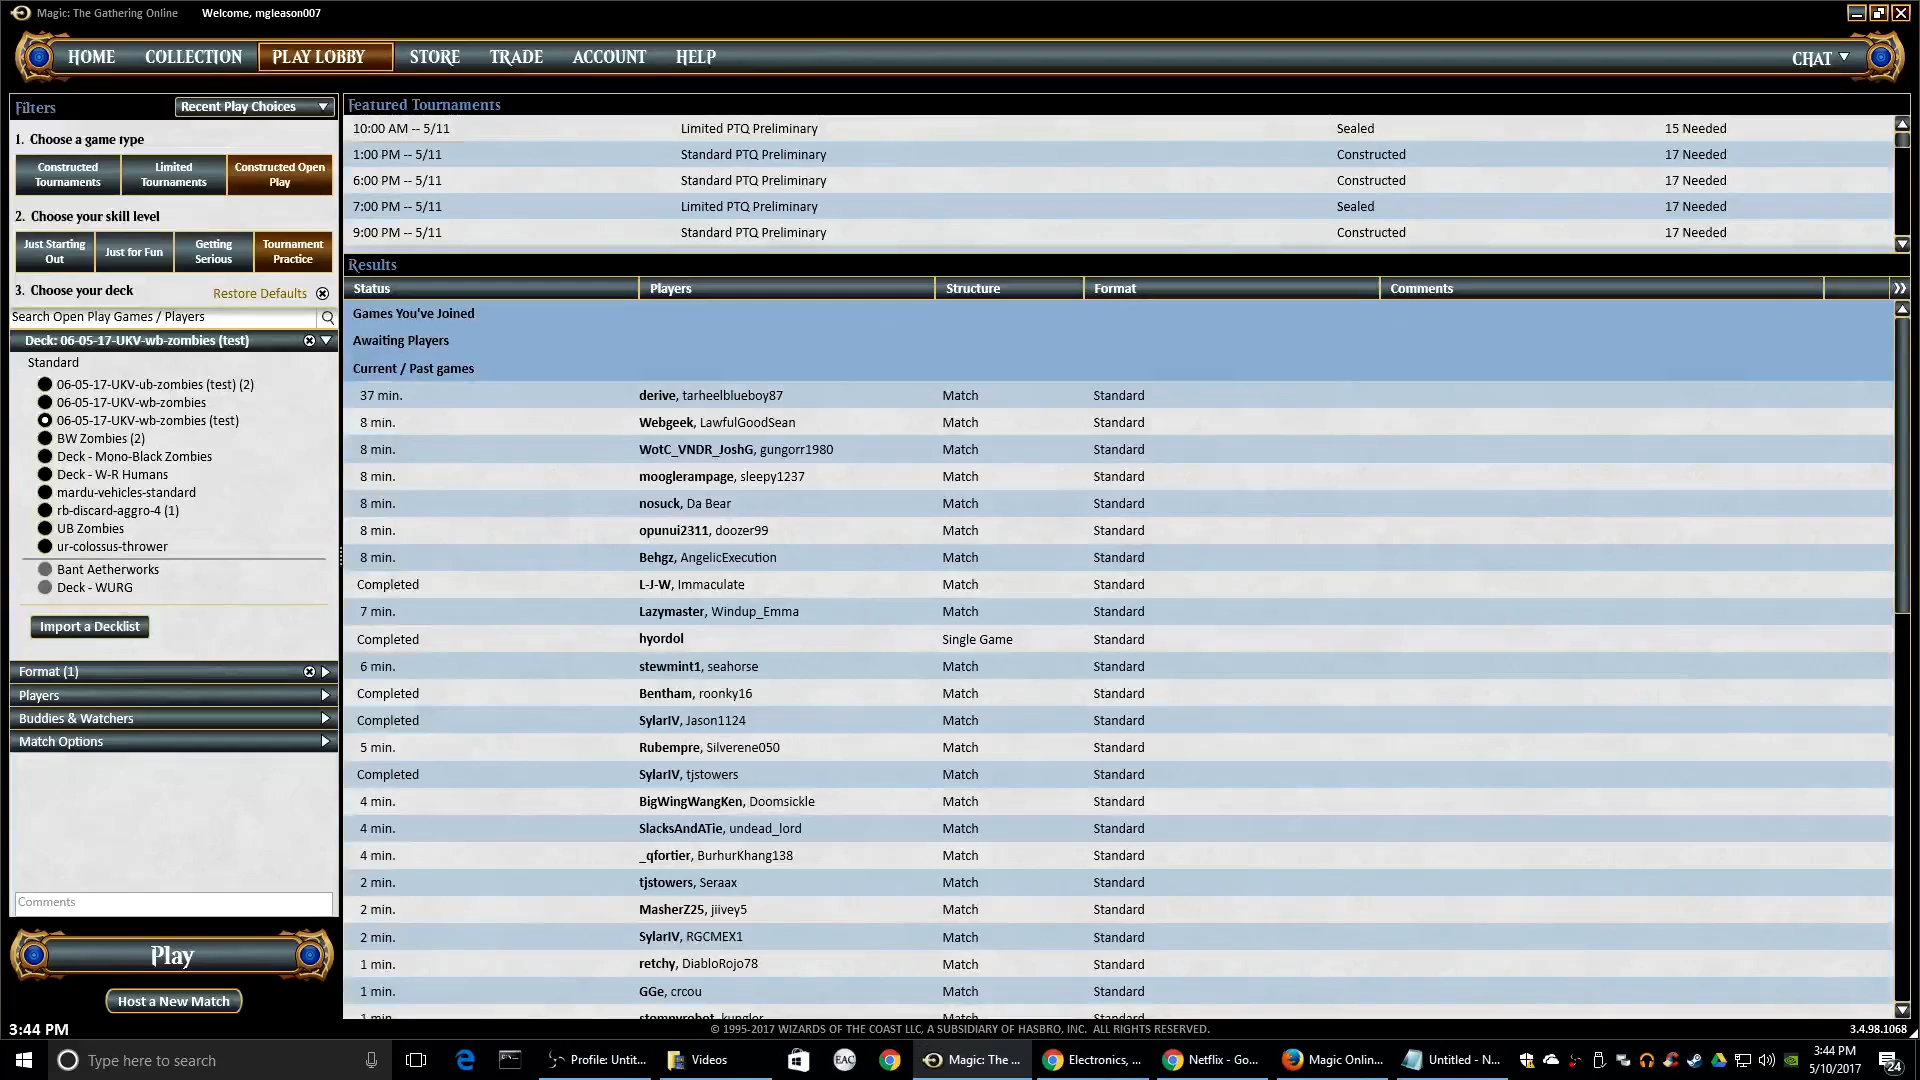 Magic: The Gathering Online Welcome, mgleason007
HOME COLLECTION PLAY LOBBY STORE TRADE ACCOUNT HELP CHAT
Filters Recent Play Choices
1. Choose a game type
Constructed Tournaments Limited Tournaments Constructed Open Play
2. Choose your skill level
Just Starting Out Just for Fun Getting Serious Tournament Practice
3. Choose your deck Restore Defaults
Search Open Play Games / Players
Deck: 06-05-17-UKV-wb-zombies (test)
Standard
06-05-17-UKV-ub-zombies (test) (2)
06-05-17-UKV-wb-zombies
06-05-17-UKV-wb-zombies (test)
BW Zombies (2)
Deck - Mono-Black Zombies
Deck - W-R Humans
mardu-vehicles-standard
rb-discard-aggro-4 (1)
UB Zombies
ur-colossus-thrower
Bant Aetherworks
Deck - WURG
Import a Decklist
Format (1)
Players
Buddies & Watchers
Match Options
Comments
Play
Host a New Match
3:44 PM
Featured Tournaments
10:00 AM -- 5/11 Limited PTQ Preliminary Sealed 15 Needed
1:00 PM -- 5/11 Standard PTQ Preliminary Constructed 17 Needed
6:00 PM -- 5/11 Standard PTQ Preliminary Constructed 17 Needed
7:00 PM -- 5/11 Limited PTQ Preliminary Sealed 17 Needed
9:00 PM -- 5/11 Standard PTQ Preliminary Constructed 17 Needed
Results
Status Players Structure Format Comments
Games You've Joined
Awaiting Players
Current / Past games
37 min. derive, tarheelblueboy87 Match Standard
8 min. Webgeek, LawfulGoodSean Match Standard
8 min. WotC_VNDR_JoshG, gungorr1980 Match Standard
8 min. mooglerampage, sleepy1237 Match Standard
8 min. nosuck, Da Bear Match Standard
8 min. opunui2311, doozer99 Match Standard
8 min. Behgz, AngelicExecution Match Standard
Completed L-J-W, Immaculate Match Standard
7 min. Lazymaster, Windup_Emma Match Standard
Completed hyordol Single Game Standard
6 min. stewmint1, seahorse Match Standard
Completed Bentham, roonky16 Match Standard
Completed SylarIV, Jason1124 Match Standard
5 min. Rubempre, Silverene050 Match Standard
Completed SylarIV, tjstowers Match Standard
4 min. BigWingWangKen, Doomsickle Match Standard
4 min. SlacksAndATie, undead_lord Match Standard
4 min. _qfortier, BurhurKhang138 Match Standard
2 min. tjstowers, Seraax Match Standard
2 min. MasherZ25, jiivey5 Match Standard
2 min. SylarIV, RGCMEX1 Match Standard
1 min. retchy, DiabloRojo78 Match Standard
1 min. GGe, crcou Match Standard
1 min. stompyrobot, kungler Match Standard
© 1995-2017 WIZARDS OF THE COAST LLC, A SUBSIDIARY OF HASBRO, INC. ALL RIGHTS RESERVED. 3.4.98.1068
Type here to search Profile: Untit... Videos EAC Magic: The ... Electronics, ... Netflix - Go... Magic Onlin... Untitled - N... 3:44 PM
5/10/2017 24